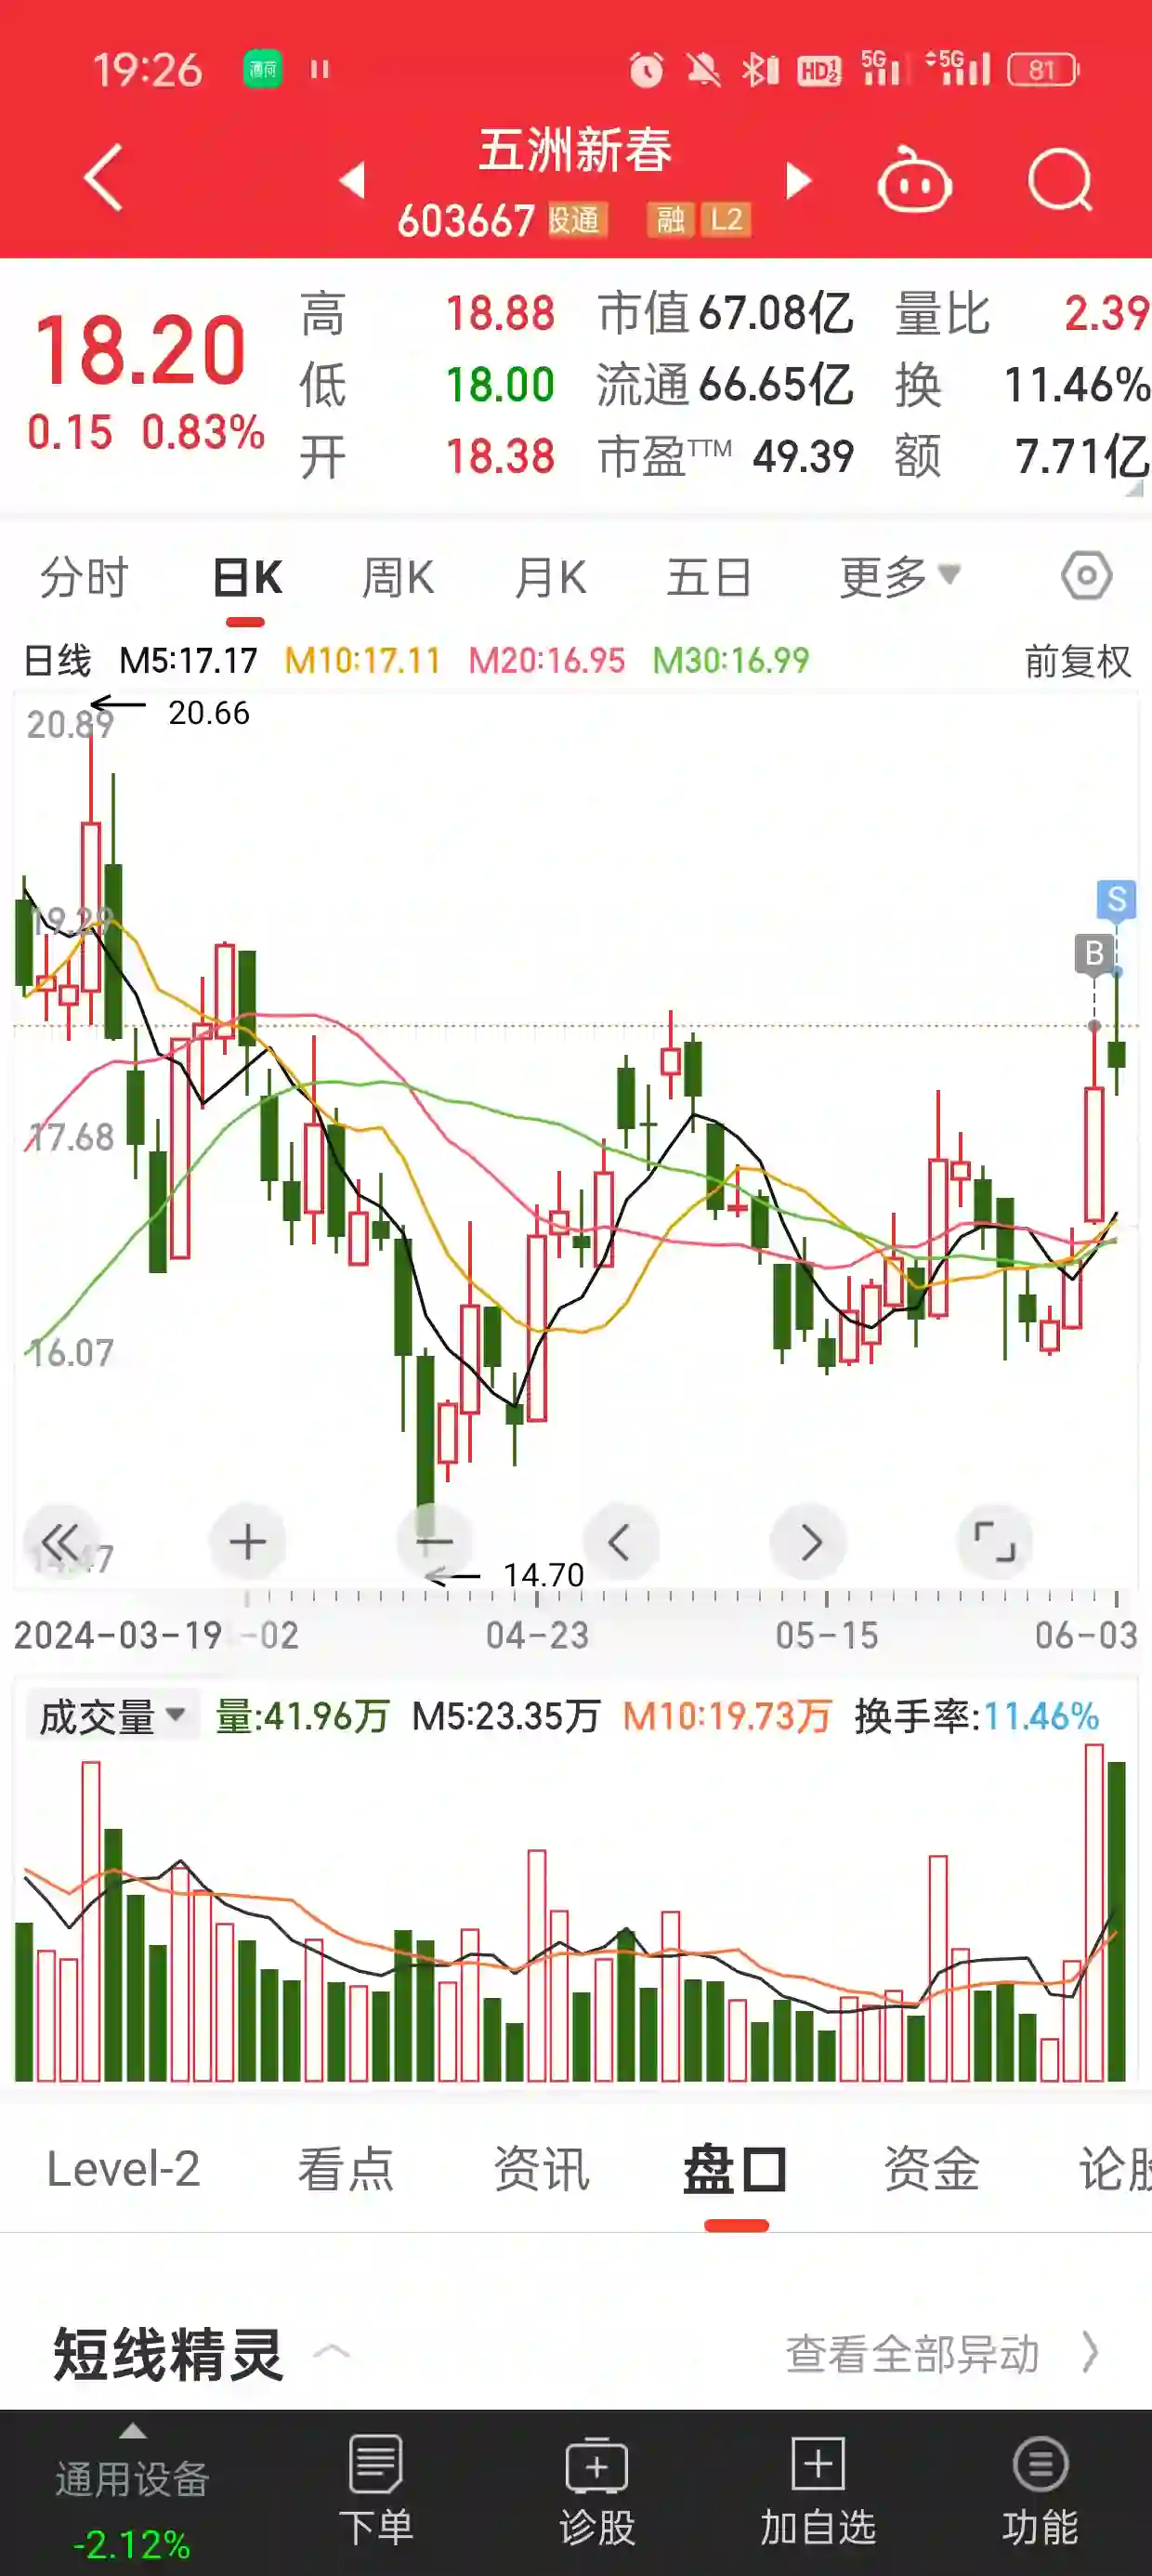 19:26 薄荷 HD 1 2 5G 5G 81
五洲新春
603667 股通 融 L2
18.20
0.15 0.83%
高 18.88 市值 67.08亿 量比 2.39
低 18.00 流通 66.65亿 换 11.46%
开 18.38 市盈TTM 49.39 额 7.71亿
分时 日K 周K 月K 五日 更多
日线 M5:17.17 M10:17.11 M20:16.95 M30:16.99 前复权
20.89 20.66
S
19.29
B
17.68
16.07
14.47
14.70
2024-03-19 -02 04-23 05-15 06-03
成交量 量:41.96万 M5:23.35万 M10:19.73万 换手率:11.46%
Level-2 看点 资讯 盘口 资金 论股
短线精灵 查看全部异动
通用设备 下单 诊股 加自选 功能
-2.12%